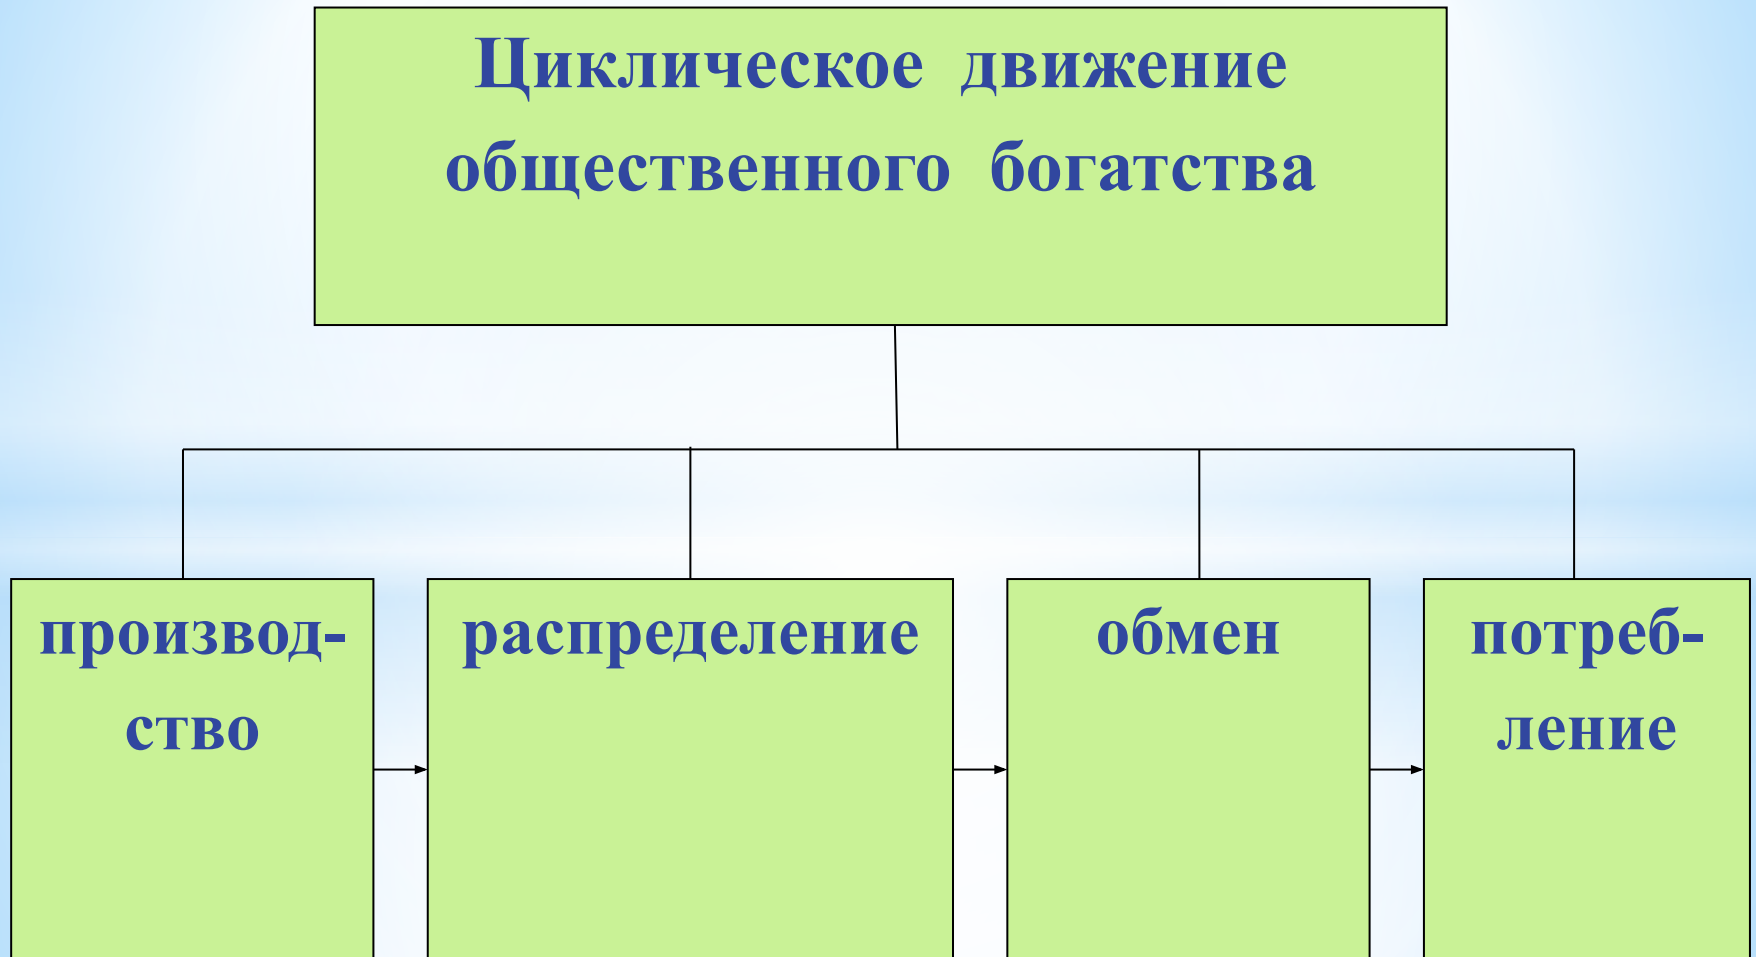 Циклическое движение
общественного богатства
производ-
ство
распределение
обмен
потреб-
ление